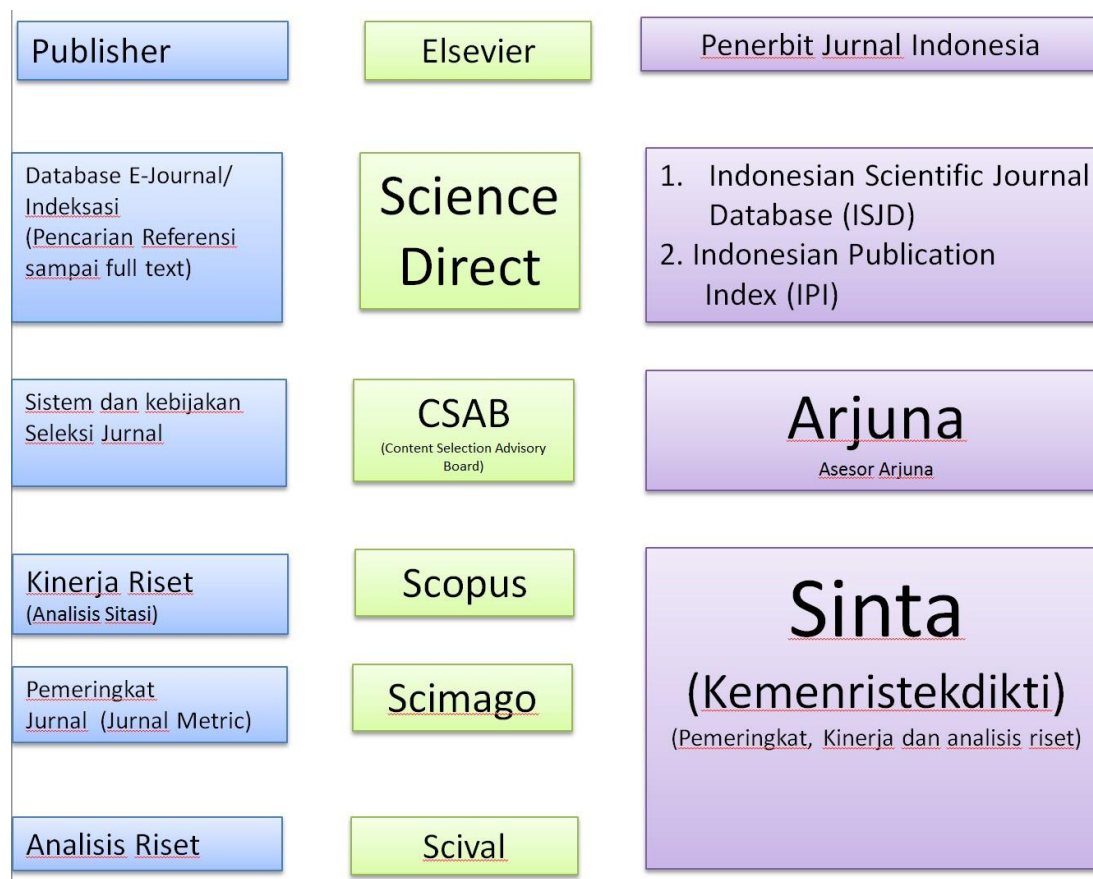 Publisher
Elsevier
Penerbit Jurnal Indonesia
Database E-Journal/
Indeksasi
(Pencarian Referensi
sampai full text)
Science
Direct
1. Indonesian Scientific Journal
Database (ISJD)
2. Indonesian Publication
Index (IPI)
Sistem dan kebijakan
Seleksi Jurnal
CSAB
(Content Selection Advisory
Board)
Arjuna
Asesor Arjuna
Kinerja Riset
(Analisis Sitasi)
Scopus
Sinta
(Kemenristekdikti)
(Pemeringkat, Kinerja dan analisis riset)
Pemeringkat
Jurnal (Jurnal Metric)
Scimago
Analisis Riset
Scival